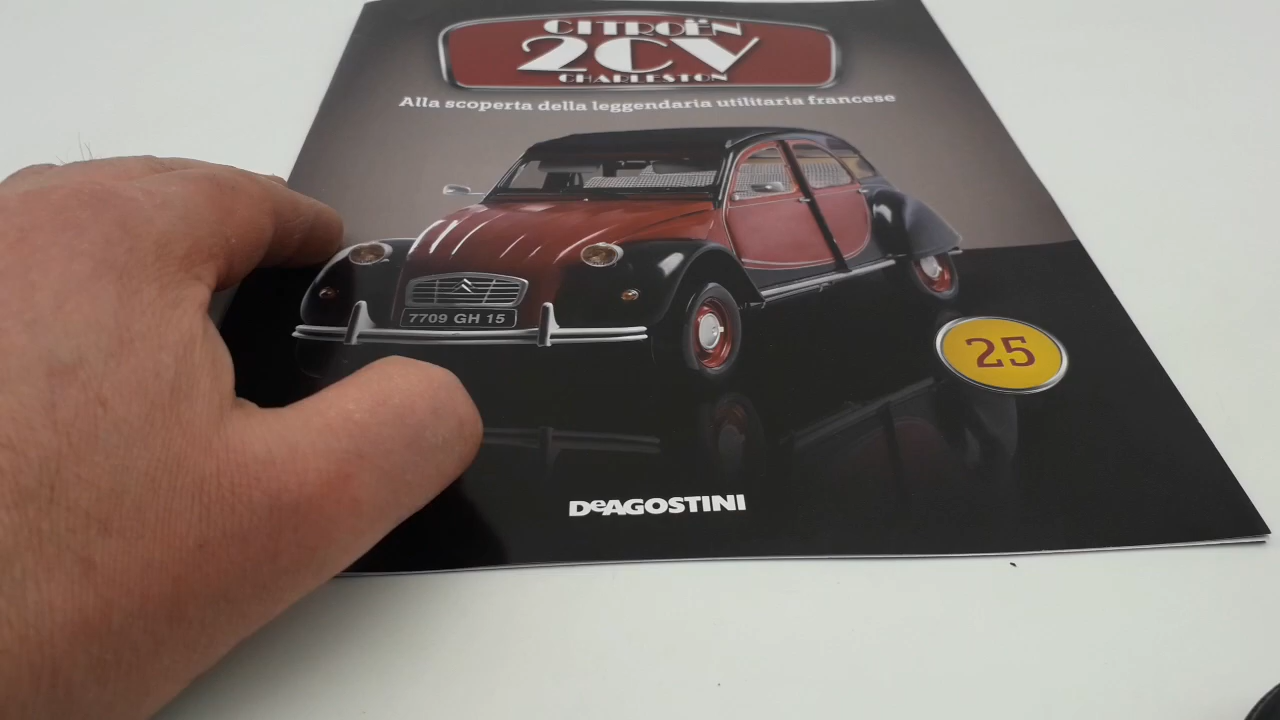 CITROËN
2CV
CHARLESTON
Alla scoperta della leggendaria utilitaria francese
7709 GH 15
25
DeAGOSTINI